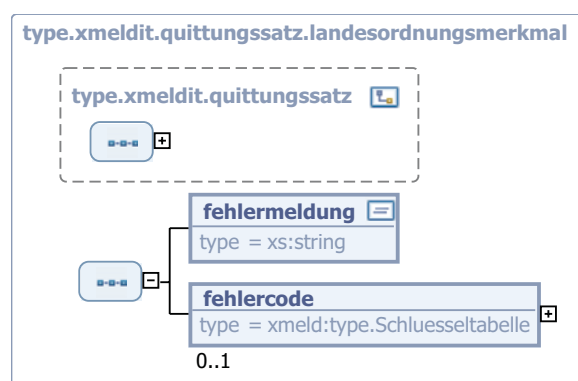 type.xmeldit.quittungssatz.landesordnungsmerkmal
type.xmeldit.quittungssatz
fehlermeldung
type = xs:string
fehlercode
type = xmeld:type.Schluesseltabelle
0..1